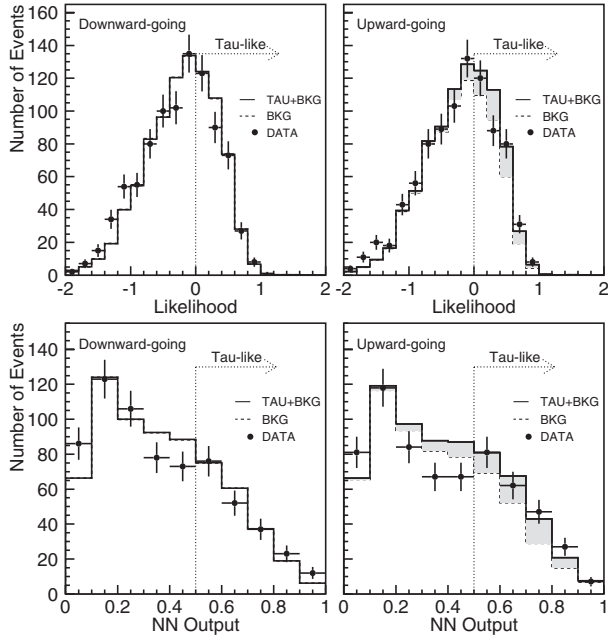 Number of Events
160
140
120
100
80
60
40
20
0
Downward-going
Tau-like
TAU+BKG
BKG
DATA
-2 -1 0 1 2
Likelihood
Upward-going
Tau-like
TAU+BKG
BKG
DATA
-2 -1 0 1 2
Likelihood
Number of Events
140
120
100
80
60
40
20
0
Downward-going
Tau-like
TAU+BKG
BKG
DATA
0 0.2 0.4 0.6 0.8 1
NN Output
Upward-going
Tau-like
TAU+BKG
BKG
DATA
0 0.2 0.4 0.6 0.8 1
NN Output